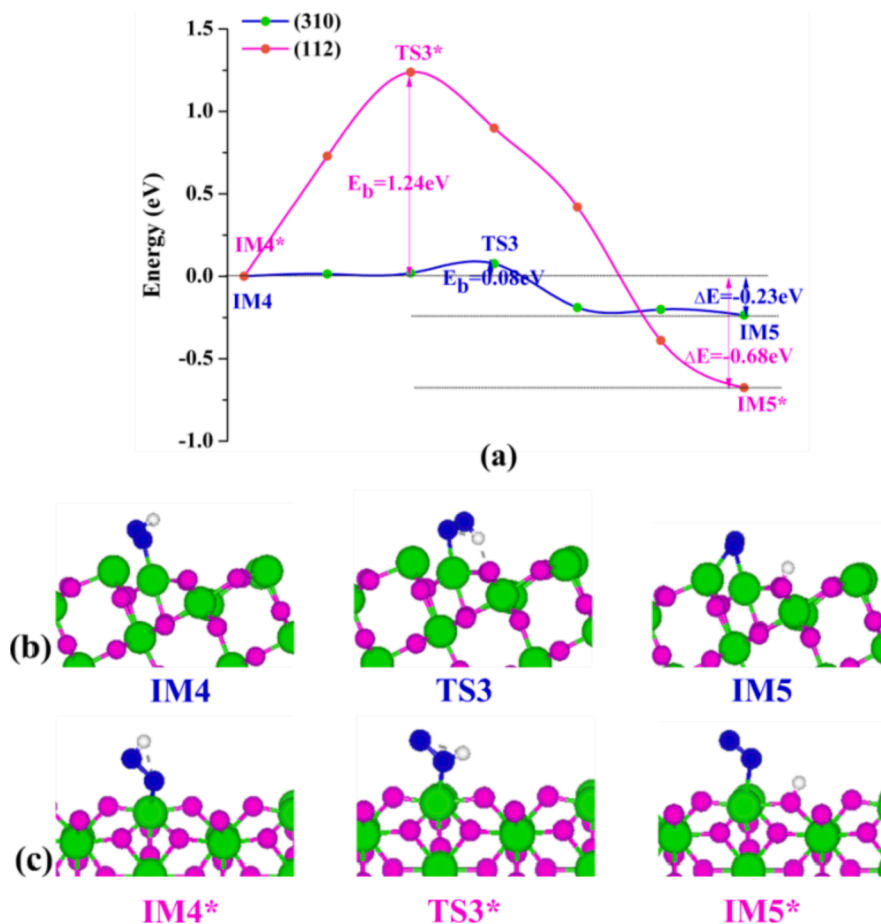 (310)
(112)
1.5
1.0
0.5
0.0
-0.5
-1.0
Energy (eV)
TS3*
E_b=1.24eV
IM4*
IM4
TS3
E_b=0.08eV
ΔE=-0.23eV
IM5
ΔE=-0.68eV
IM5*
(a)
(b)
IM4 TS3 IM5
(c)
IM4* TS3* IM5*